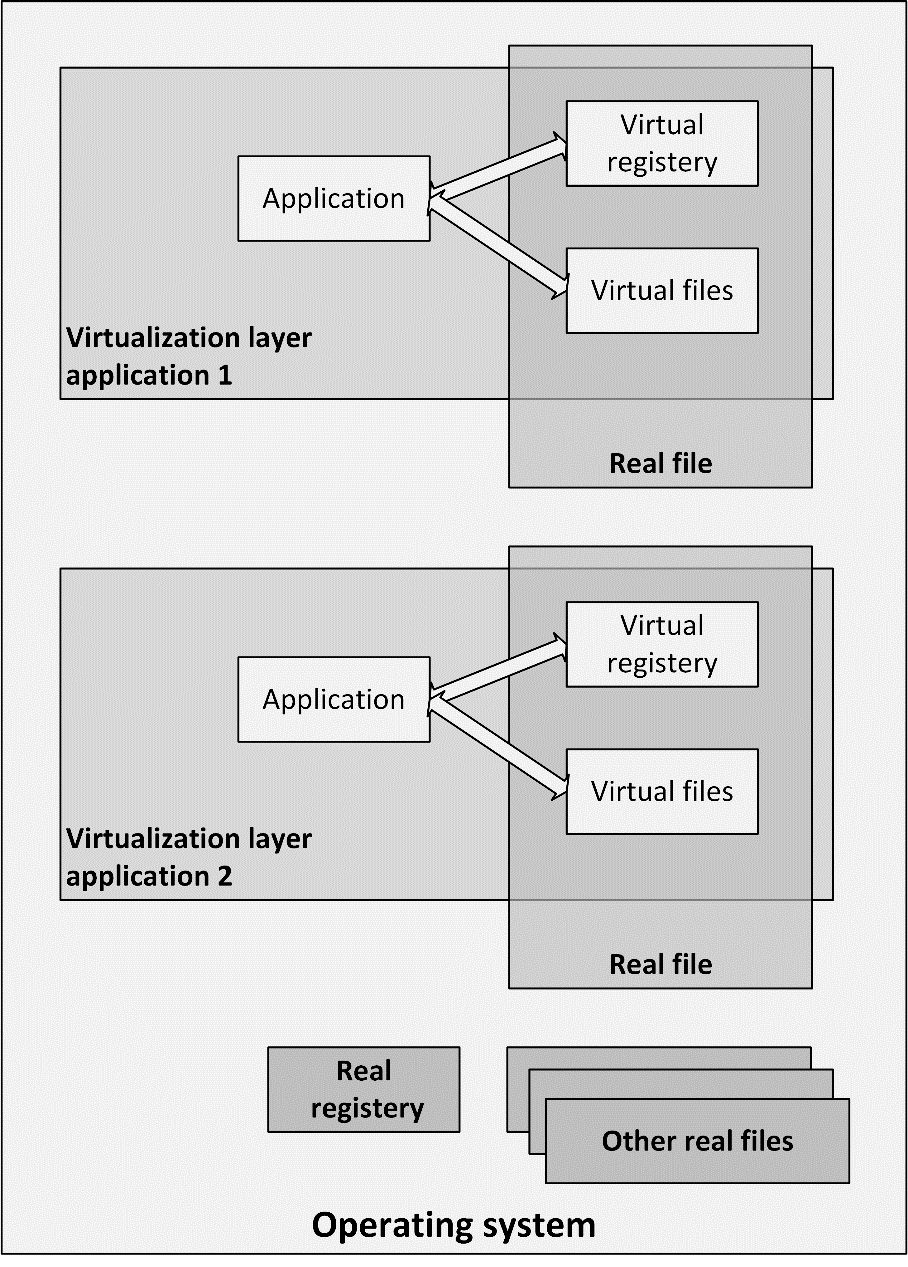 Virtual
registery
Application
Virtual files
Virtualization layer
application 1
Real file
Virtual
registery
Application
Virtual files
Virtualization layer
application 2
Real file
Real
registery
Other real files
Operating system